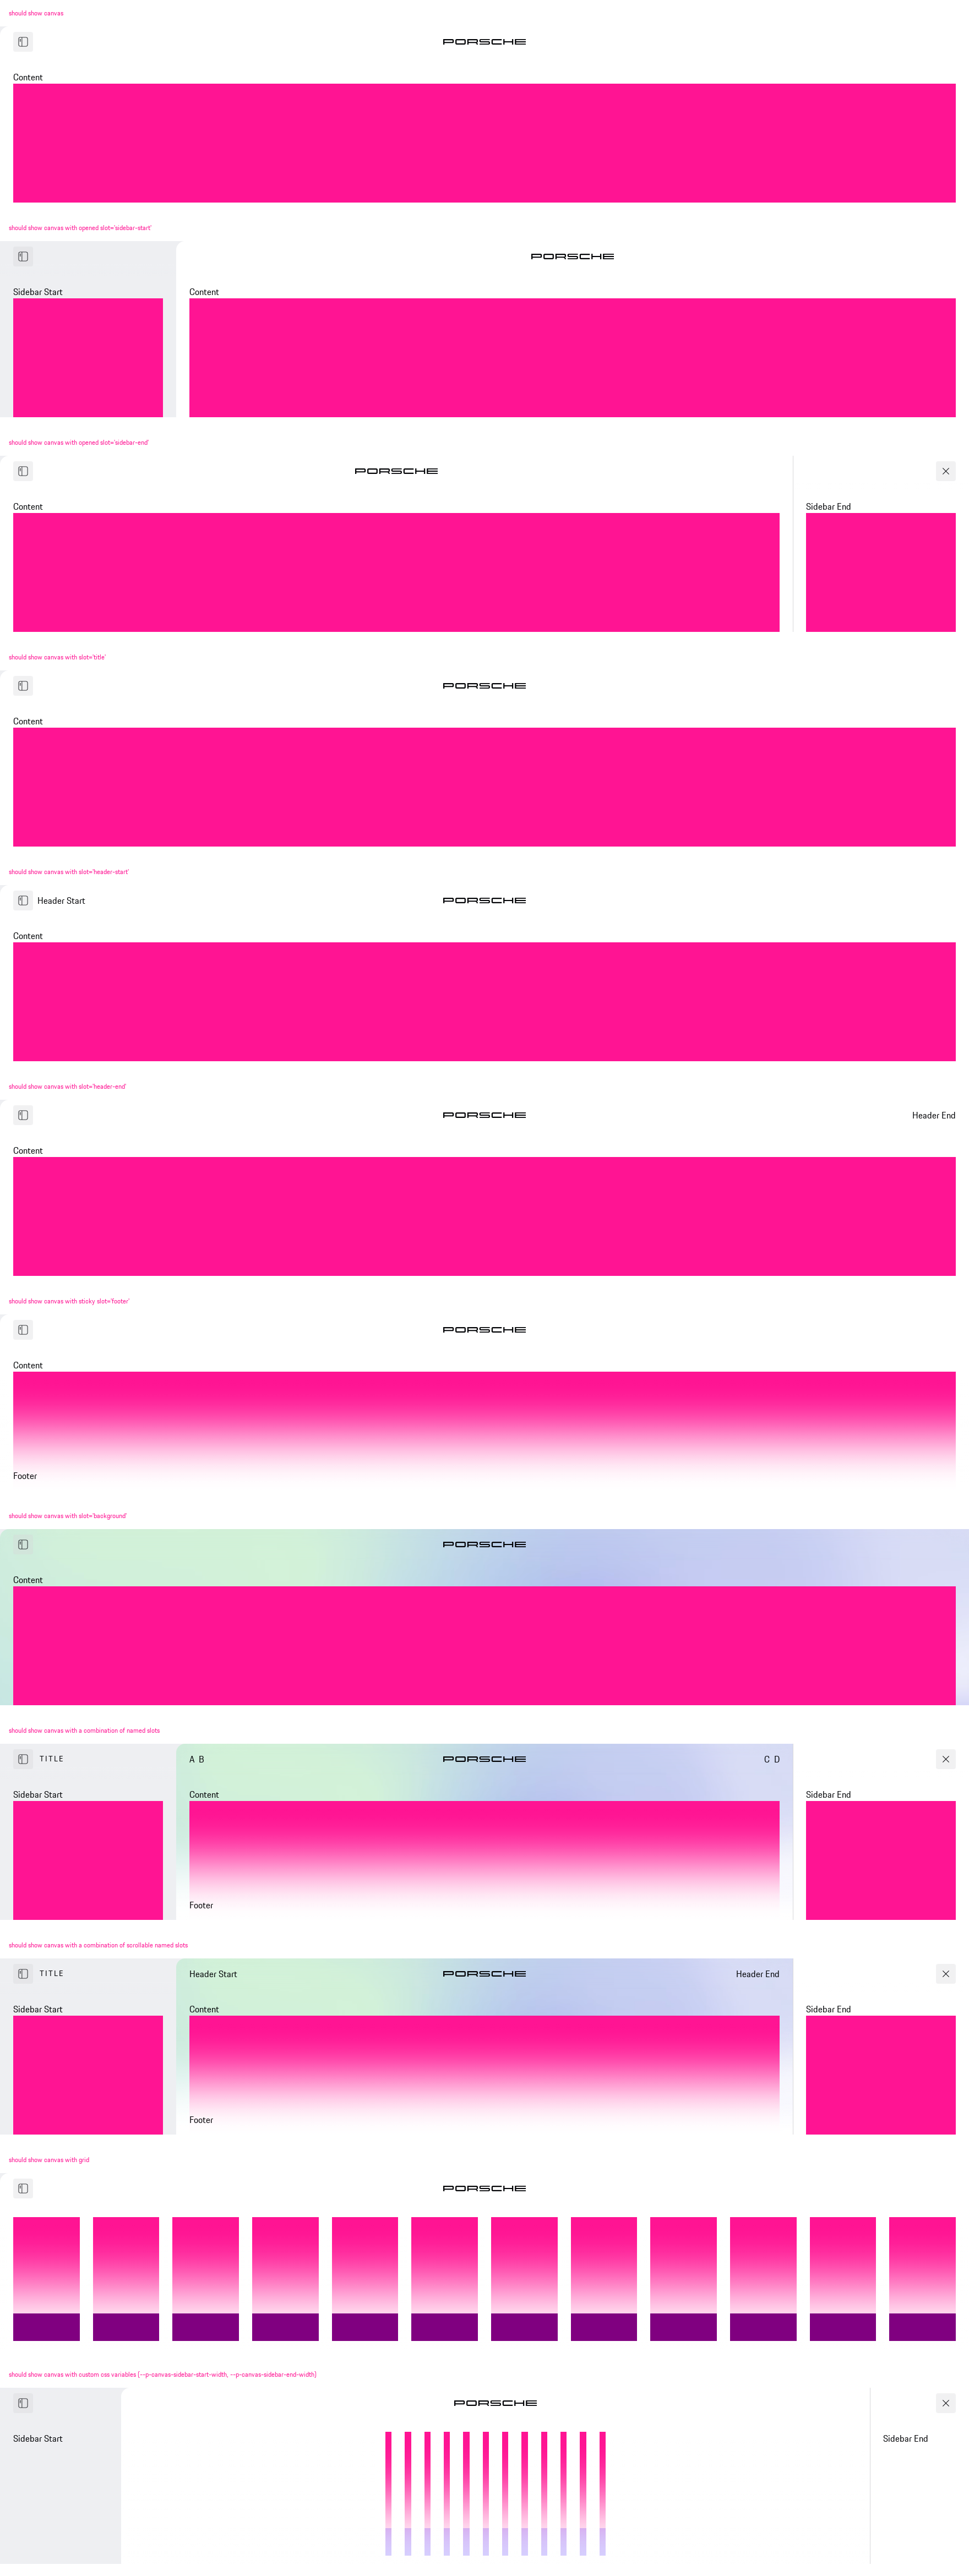 should show canvas
PORSCHE
Content
should show canvas with opened slot='sidebar-start'
PORSCHE
Sidebar Start
Content
should show canvas with opened slot='sidebar-end'
PORSCHE
Content
Sidebar End
should show canvas with slot='title'
PORSCHE
Content
should show canvas with slot='header-start'
Header Start
PORSCHE
Content
should show canvas with slot='header-end'
PORSCHE
Header End
Content
should show canvas with sticky slot='footer'
PORSCHE
Content
Footer
should show canvas with slot='background'
PORSCHE
Content
should show canvas with a combination of named slots
TITLE
A B
PORSCHE
C D
Sidebar Start
Content
Sidebar End
Footer
should show canvas with a combination of scrollable named slots
TITLE
Header Start
PORSCHE
Header End
Sidebar Start
Content
Sidebar End
Footer
should show canvas with grid
PORSCHE
should show canvas with custom css variables (--p-canvas-sidebar-start-width, --p-canvas-sidebar-end-width)
PORSCHE
Sidebar Start
Sidebar End